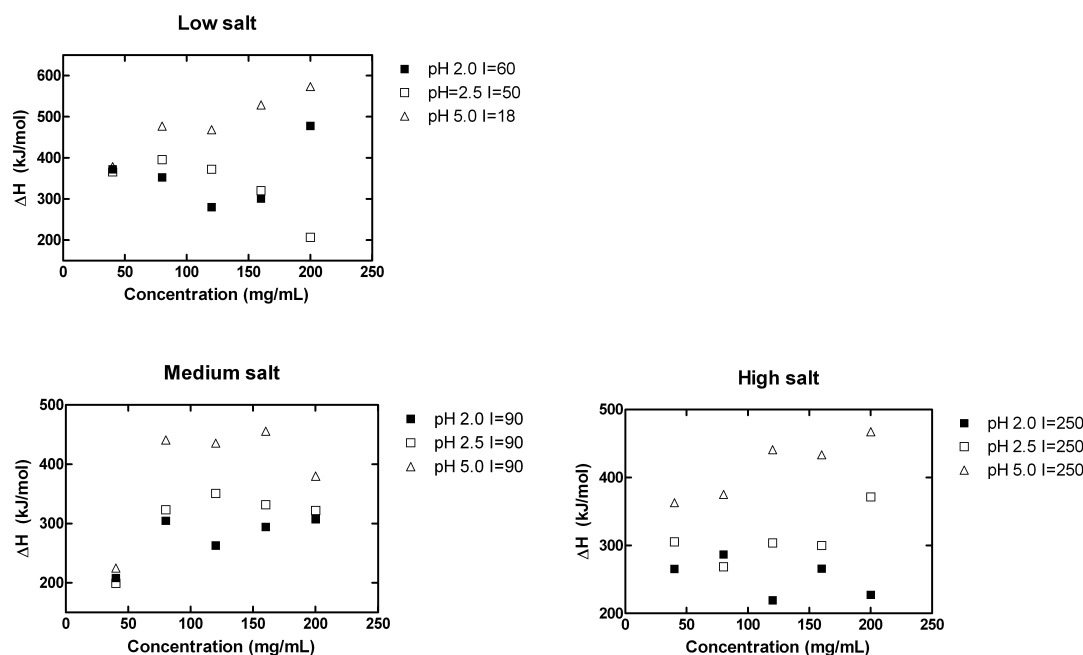 Low salt
600
500
400
300
200
0 50 100 150 200 250
ΔH (kJ/mol)
Concentration (mg/mL)
pH 2.0 I=60
pH=2.5 I=50
pH 5.0 I=18
Medium salt
500
400
300
200
0 50 100 150 200 250
ΔH (kJ/mol)
Concentration (mg/mL)
pH 2.0 I=90
pH 2.5 I=90
pH 5.0 I=90
High salt
500
400
300
200
0 50 100 150 200 250
ΔH (kJ/mol)
Concentration (mg/mL)
pH 2.0 I=250
pH 2.5 I=250
pH 5.0 I=250